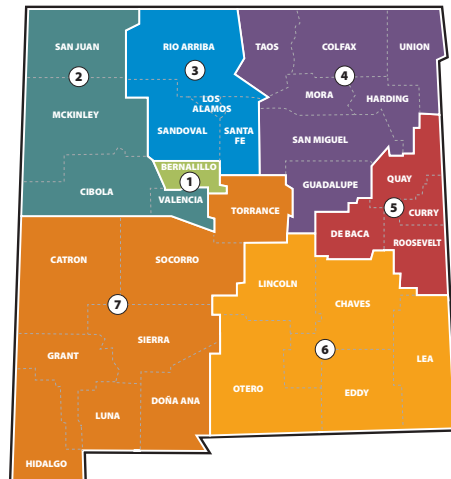 SAN JUAN
RIO ARRIBA
TAOS
COLFAX
UNION
2
3
4
MORA
HARDING
LOS
ALAMOS
MCKINLEY
SANDOVAL
SANTA
FE
SAN MIGUEL
BERNALILLO
1
QUAY
CIBOLA
VALENCIA
GUADALUPE
5
CURRY
TORRANCE
DE BACA
ROOSEVELT
CATRON
SOCORRO
LINCOLN
CHAVES
7
SIERRA
6
GRANT
LEA
OTERO
EDDY
LUNA
DOÑA ANA
HIDALGO